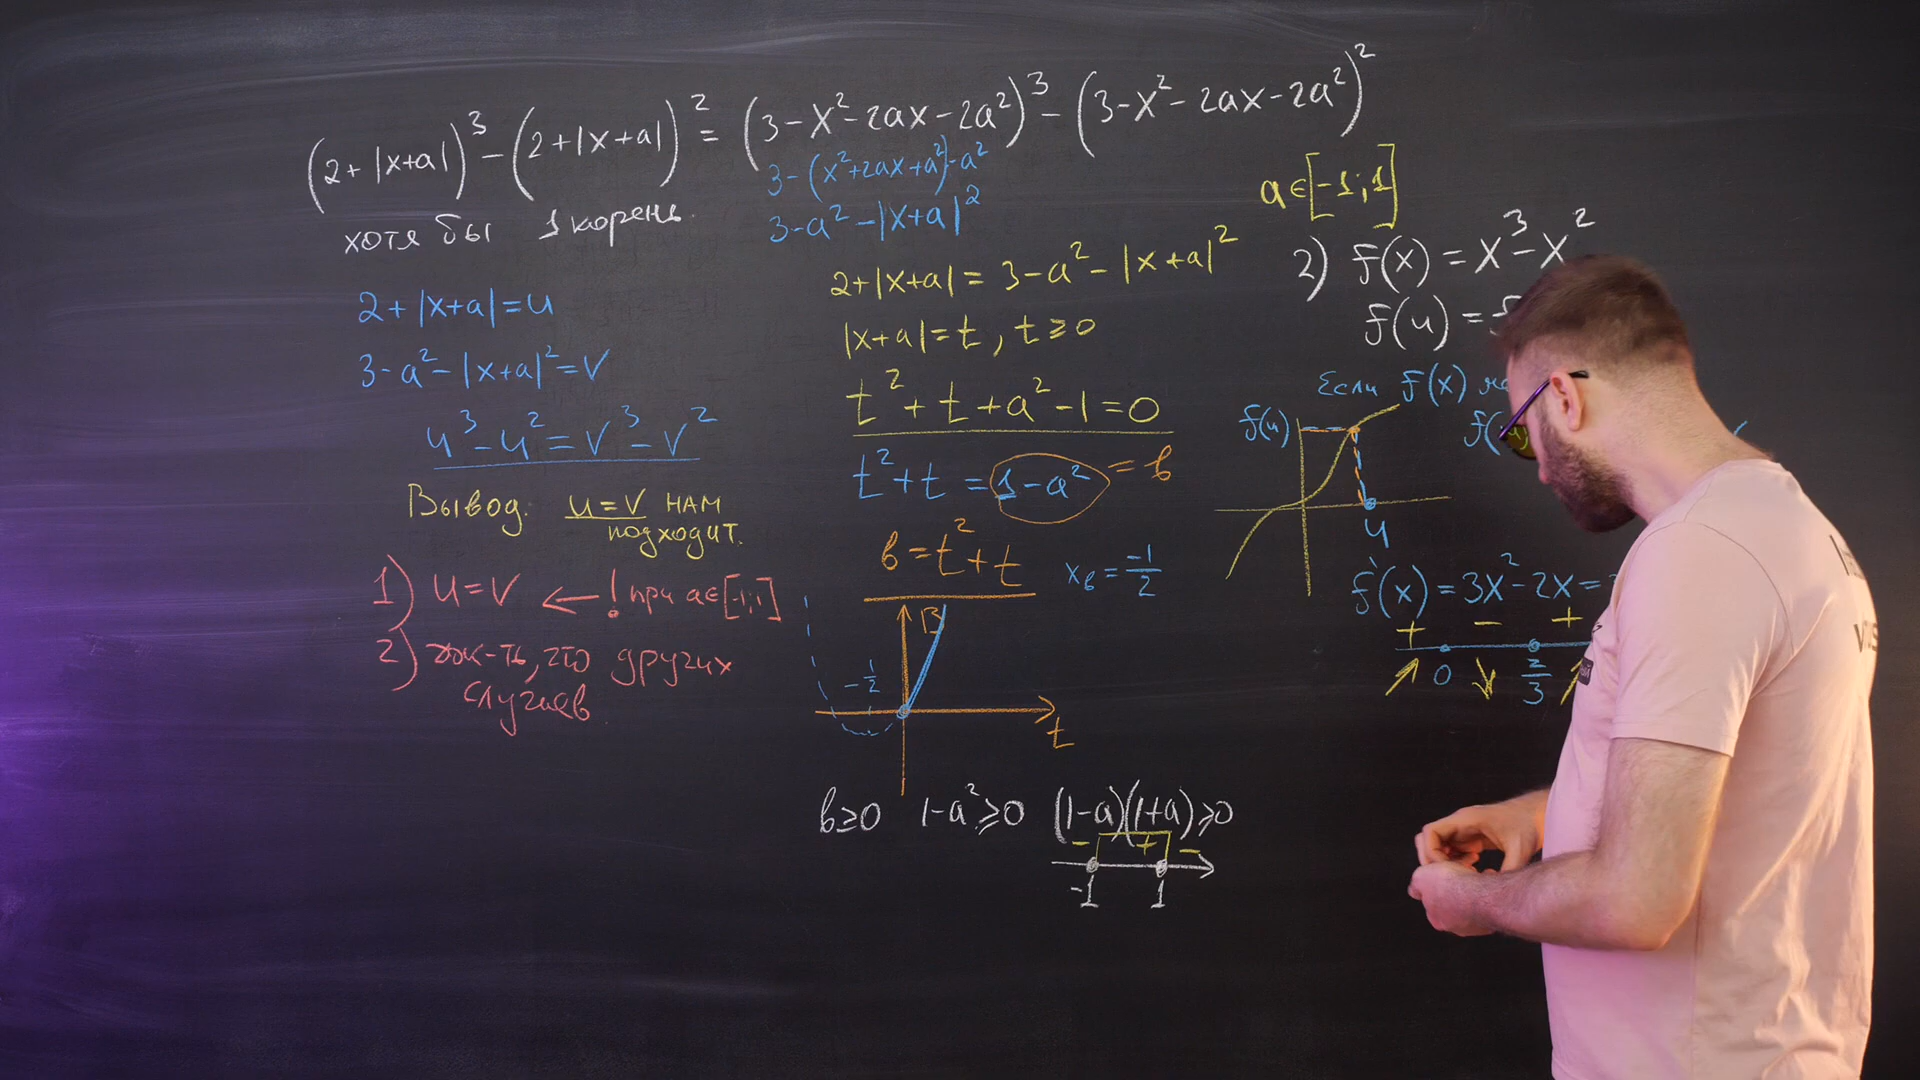 (2+|x+a|)³-(2+|x+a|)²=(3-x²-2ax-2a²)³-(3-x²-2ax-2a²)²
хотя бы 1 корень
3-(x²+2ax+a²)-a²
3-a²-|x+a|²
2+|x+a|=u
3-a²-|x+a|²=v
u³-u²=v³-v²
Вывод: u=v нам
подходит.
1) u=v ← ! при a∈[-1;1]
2) док-ть, что других
случаев
2+|x+a|=3-a²-|x+a|²
|x+a|=t, t≥0
t²+t+a²-1=0
t²+t=1-a²=b
b=t²+t
x_b=-1/2
B
-1/2
t
b≥0 1-a²≥0 (1-a)(1+a)≥0
- + -
-1 1
a∈[-1;1]
2) f(x)=x³-x²
f(u)=
Если f(x)
f(u)
u
f'(x)=3x²-2x=
+ - +
0 2/3